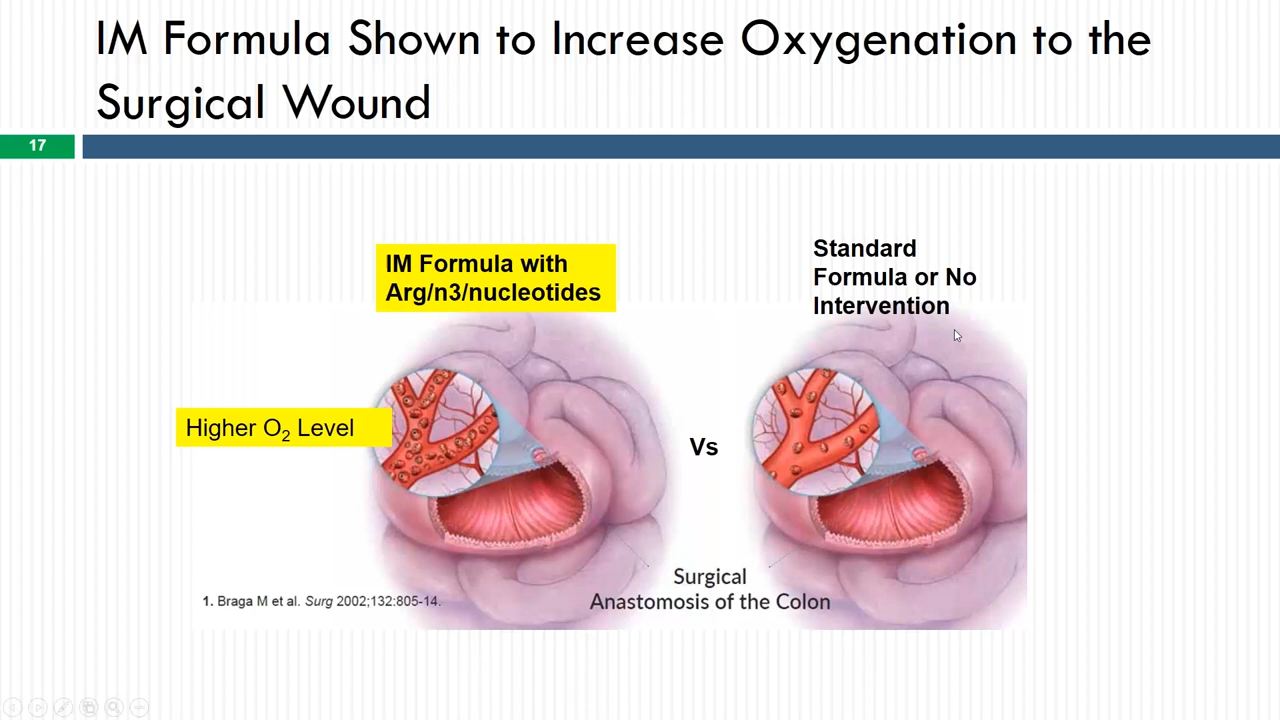 IM Formula Shown to Increase Oxygenation to the
Surgical Wound
17
IM Formula with
Arg/n3/nucleotides
Standard
Formula or No
Intervention
Higher O₂ Level
Vs
Surgical
Anastomosis of the Colon
1. Braga M et al. Surg 2002;132:805-14.